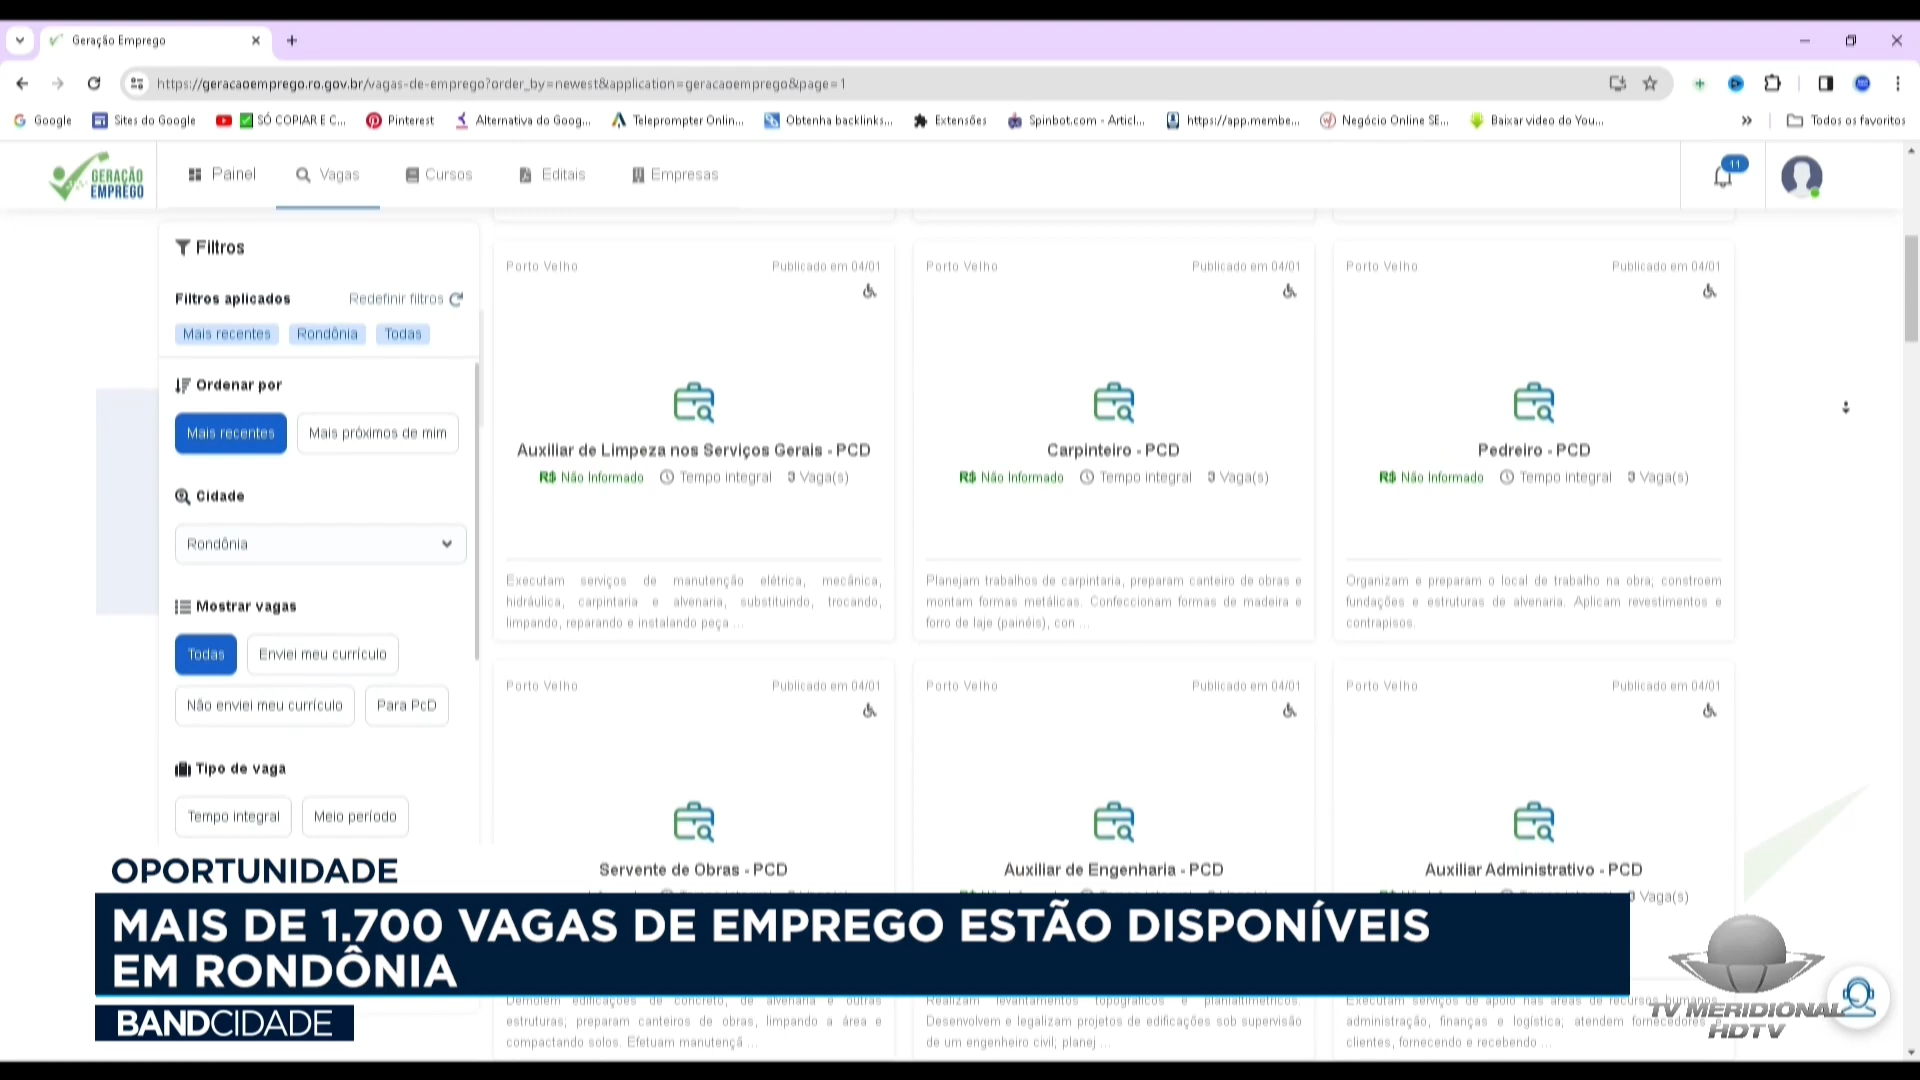 Geração Emprego
https://geracaoemprego.ro.gov.br/vagas-de-emprego?order_by=newest&application=geracaoemprego&page=1
Google
Sites do Google
SÓ COPIAR E C...
Pinterest
Alternativa do Goog...
Teleprompter Onlin...
Obtenha backlinks...
Extensões
Spinbot.com - Articl...
https://app.membe...
Negócio Online SE...
Baixar video do You...
»
Todos os favoritos
GERAÇÃO
EMPREGO
Painel
Vagas
Cursos
Editais
Empresas
11
Filtros
Filtros aplicados
Redefinir filtros
Mais recentes
Rondônia
Todas
Ordenar por
Mais recentes
Mais próximos de mim
Cidade
Rondônia
Mostrar vagas
Todas
Enviei meu currículo
Não enviei meu currículo
Para PcD
Tipo de vaga
Tempo integral
Meio período
Porto Velho
Publicado em 04/01
Auxiliar de Limpeza nos Serviços Gerais - PCD
R$ Não Informado Tempo integral 3 Vaga(s)
Executam serviços de manutenção elétrica, mecânica,
hidráulica, carpintaria e alvenaria, substituindo, trocando,
limpando, reparando e instalando peça ...
Porto Velho
Publicado em 04/01
Carpinteiro - PCD
R$ Não Informado Tempo integral 3 Vaga(s)
Planejam trabalhos de carpintaria, preparam canteiro de obras e
montam formas metálicas. Confeccionam formas de madeira e
forro de laje (painéis), con ...
Porto Velho
Publicado em 04/01
Pedreiro - PCD
R$ Não Informado Tempo integral 3 Vaga(s)
Organizam e preparam o local de trabalho na obra; constroem
fundações e estruturas de alvenaria. Aplicam revestimentos e
contrapisos.
Porto Velho
Publicado em 04/01
Servente de Obras - PCD
Demolem edificações de concreto, de alvenaria e outras
estruturas; preparam canteiros de obras, limpando a área e
compactando solos. Efetuam manutençã ...
Porto Velho
Publicado em 04/01
Auxiliar de Engenharia - PCD
Realizam levantamentos topográficos e planialtimétricos.
Desenvolvem e legalizam projetos de edificações sob supervisão
de um engenheiro civil; planej ...
Porto Velho
Publicado em 04/01
Auxiliar Administrativo - PCD
Vaga(s)
Executam serviços de apoio nas áreas de recursos humanos,
administração, finanças e logística; atendem fornecedores e
clientes, fornecendo e recebendo ...
OPORTUNIDADE
MAIS DE 1.700 VAGAS DE EMPREGO ESTÃO DISPONÍVEIS
EM RONDÔNIA
BANDCIDADE
TV MERIDIONAL
HDTV